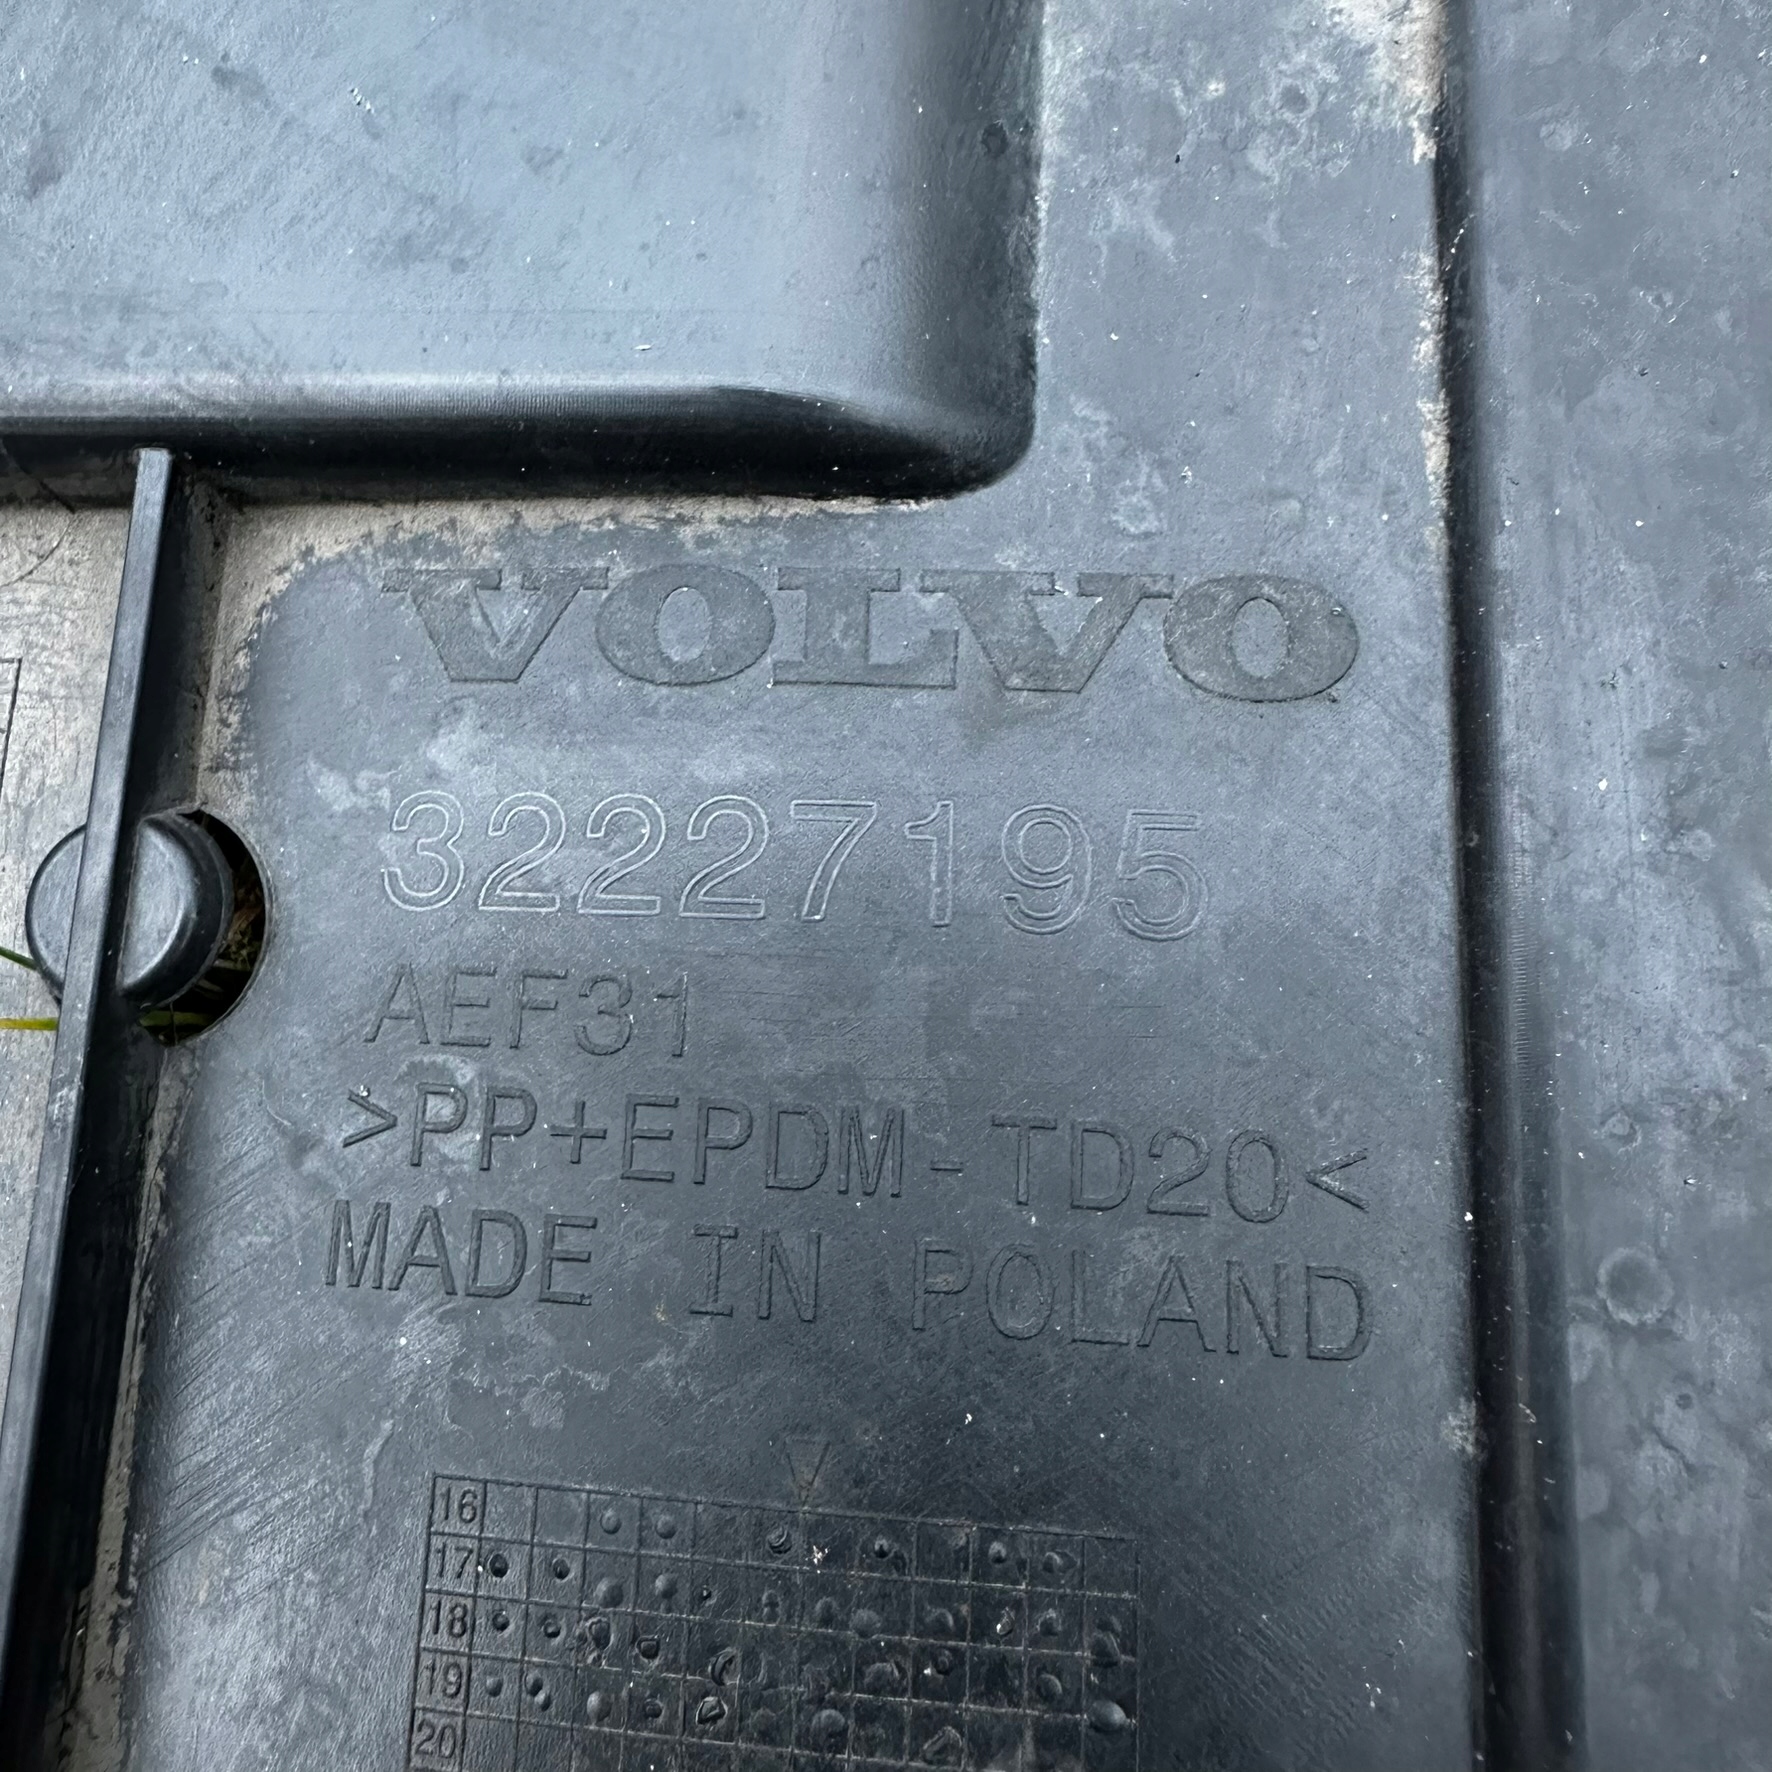 VOLVO
32227195
AEF31
>PP+EPDM-TD20<
MADE IN POLAND
16
17
18
19
20